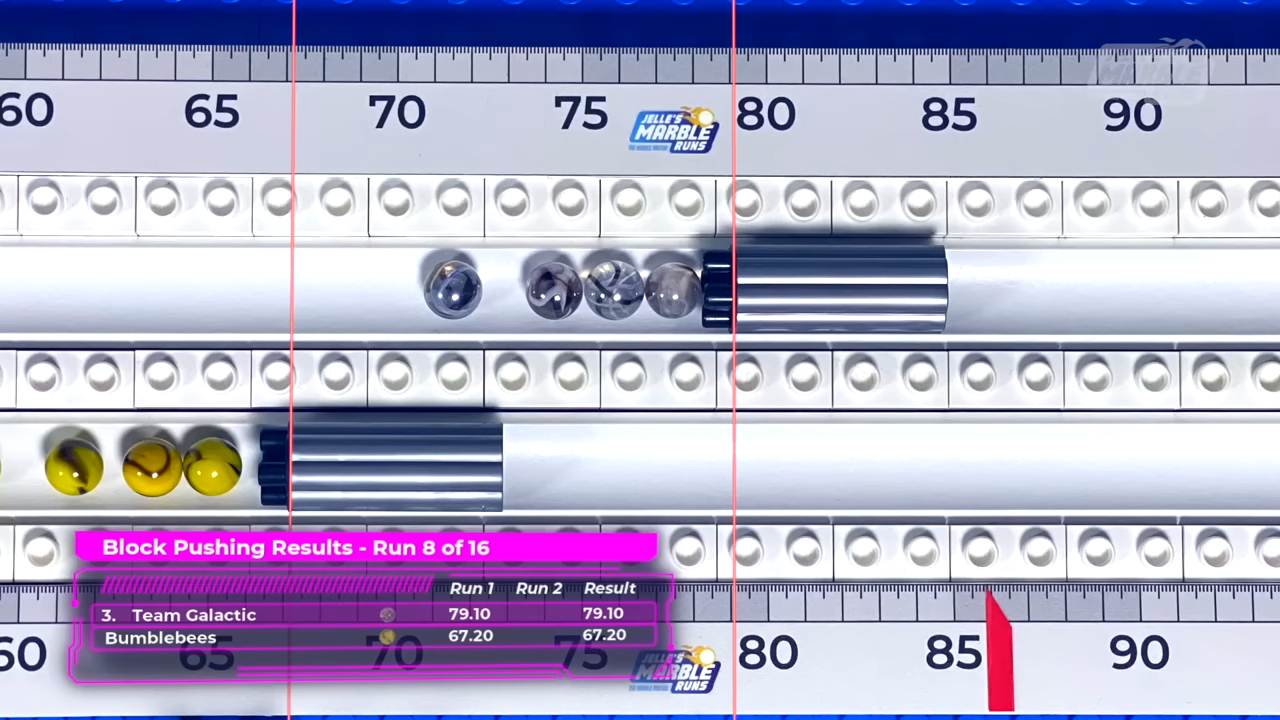 60 65 70 75 80 85 90
JELLE'S
MARBLE
RUNS
MARBLE
JELLE'S
MARBLE
RUNS
Block Pushing Results - Run 8 of 16
Run 1 Run 2 Result
3. Team Galactic 79.10 79.10
Bumblebees 67.20 67.20
60 65 70 75 80 85 90